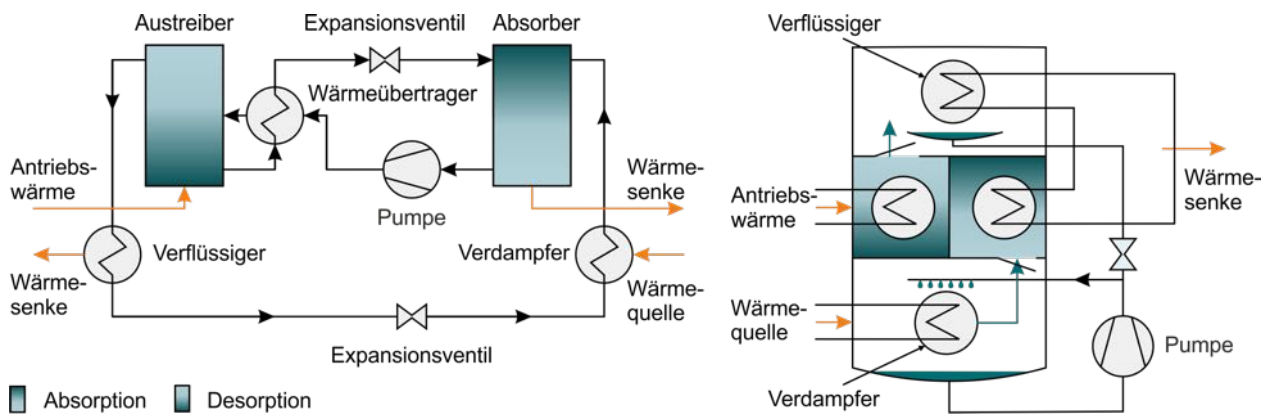 Austreiber
Expansionsventil
Absorber
Wärmeübertrager
Antriebs-
wärme
Pumpe
Wärme-
senke
Verflüssiger
Verdampfer
Wärme-
senke
Wärme-
quelle
Expansionsventil
Absorption
Desorption
Verflüssiger
Wärme-
senke
Antriebs-
wärme
Wärme-
quelle
Pumpe
Verdampfer